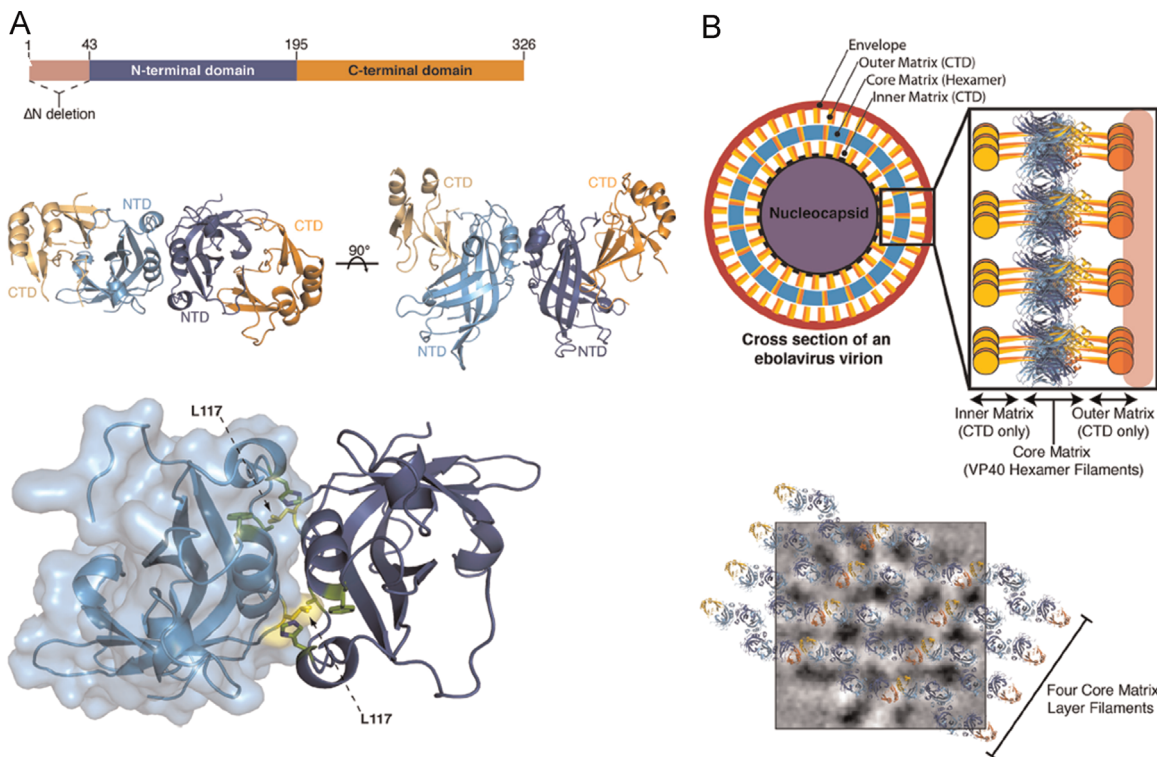 A
1 43 195 326
N-terminal domain C-terminal domain
ΔN deletion
CTD
NTD
CTD
CTD
NTD
90°
CTD
CTD
NTD
NTD
L117
L117
B
Envelope
Outer Matrix (CTD)
Core Matrix (Hexamer)
Inner Matrix (CTD)
Nucleocapsid
Cross section of an
ebolavirus virion
Inner Matrix
(CTD only)
Outer Matrix
(CTD only)
Core Matrix
(VP40 Hexamer Filaments)
Four Core Matrix
Layer Filaments